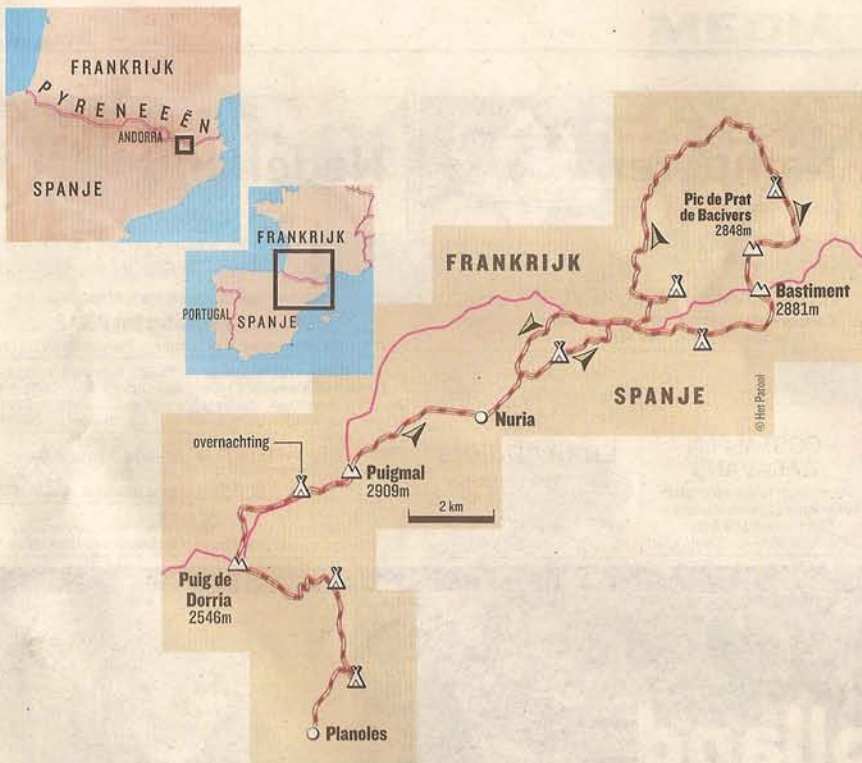 FRANKRIJK
PYRENEEËN
ANDORRA
SPANJE
FRANKRIJK
PORTUGAL
SPANJE
FRANKRIJK
Pic de Prat
de Bacivers
2848m
Bastiment
2881m
SPANJE
© Het Parool
Nuria
overnachting
Puigmal
2909m
2 km
Puig de
Dorria
2546m
Planoles